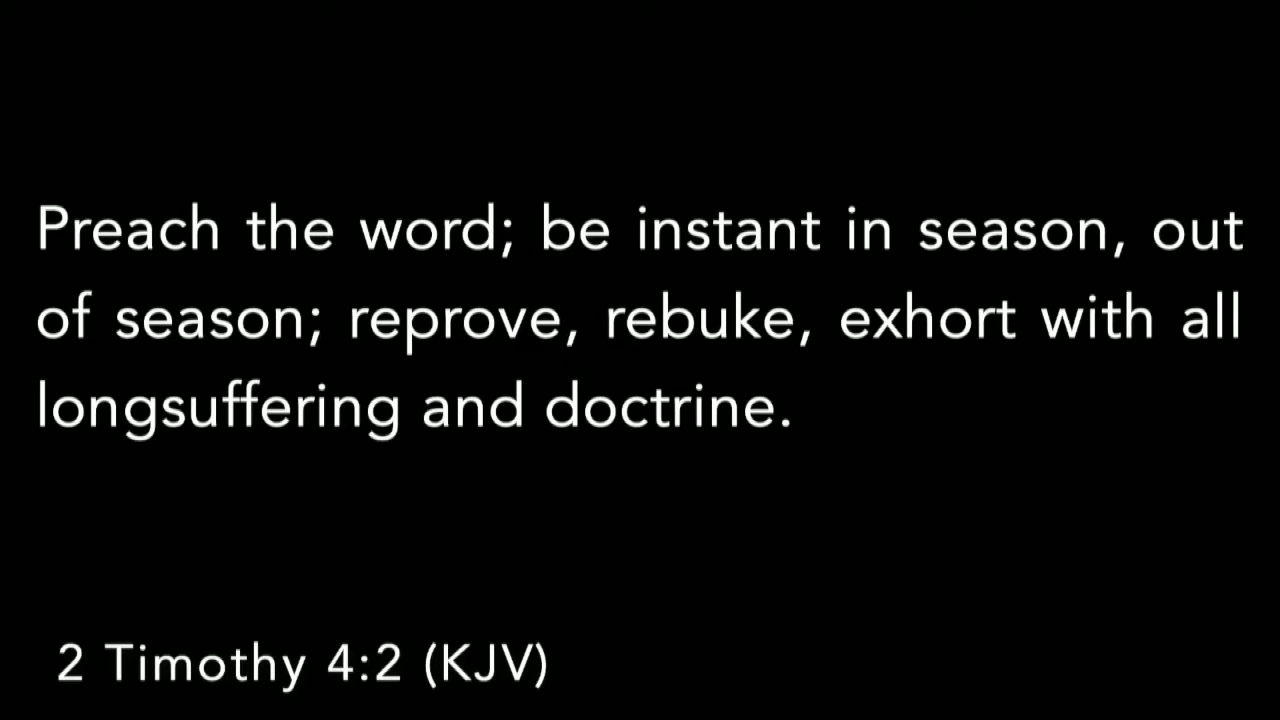 Preach the word; be instant in season, out
of season; reprove, rebuke, exhort with all
longsuffering and doctrine.
2 Timothy 4:2 (KJV)